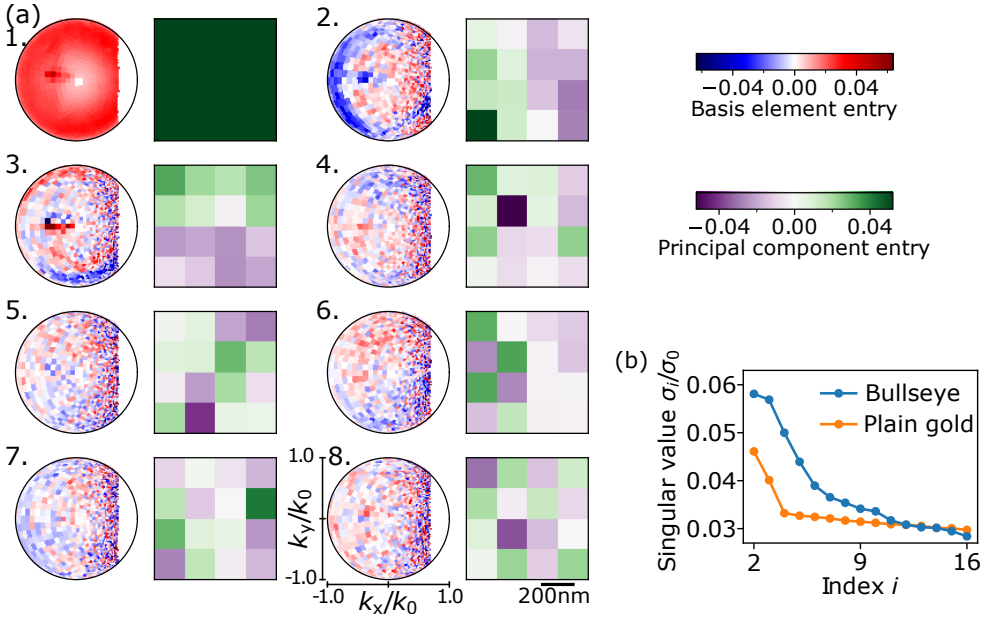 (a)
1.
2.
−0.04 0.00 0.04
Basis element entry
3.
4.
−0.04 0.00 0.04
Principal component entry
5.
6.
7.
8.
1.0
k_y/k_0
-1.0
-1.0 1.0
k_x/k_0
200nm
(b)
Singular value σ_i/σ_0
0.06
0.05
0.04
0.03
Bullseye
Plain gold
2 9 16
Index i